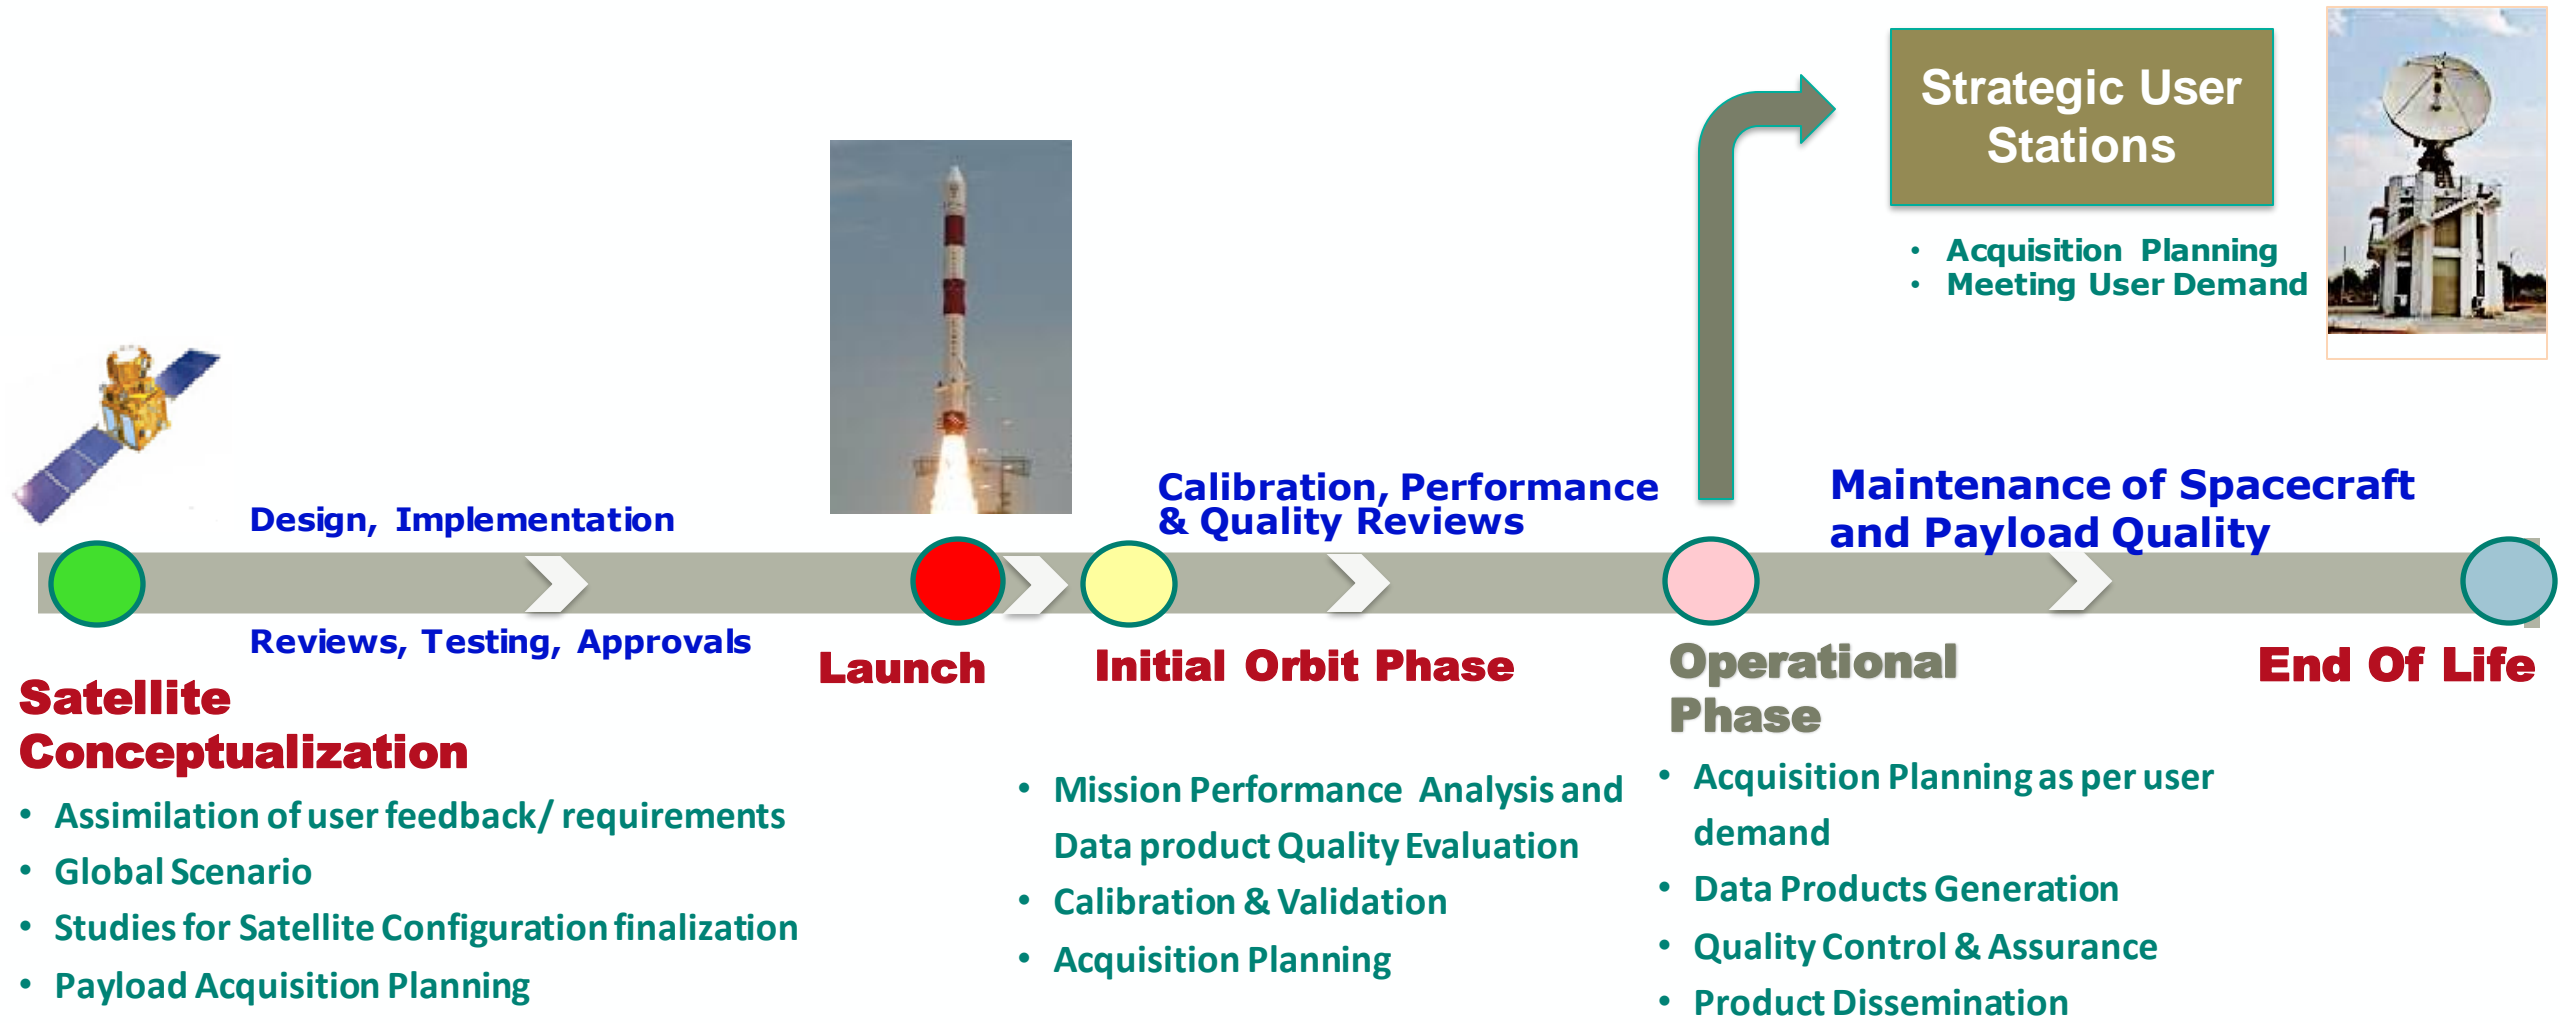 Strategic User
Stations
• Acquisition Planning
• Meeting User Demand
Design, Implementation
Reviews, Testing, Approvals
Calibration, Performance
& Quality Reviews
Maintenance of Spacecraft
and Payload Quality
Satellite
Conceptualization
• Assimilation of user feedback/ requirements
• Global Scenario
• Studies for Satellite Configuration finalization
• Payload Acquisition Planning
Launch
Initial Orbit Phase
• Mission Performance Analysis and
Data product Quality Evaluation
• Calibration & Validation
• Acquisition Planning
Operational
Phase
• Acquisition Planning as per user
demand
• Data Products Generation
• Quality Control & Assurance
• Product Dissemination
End Of Life